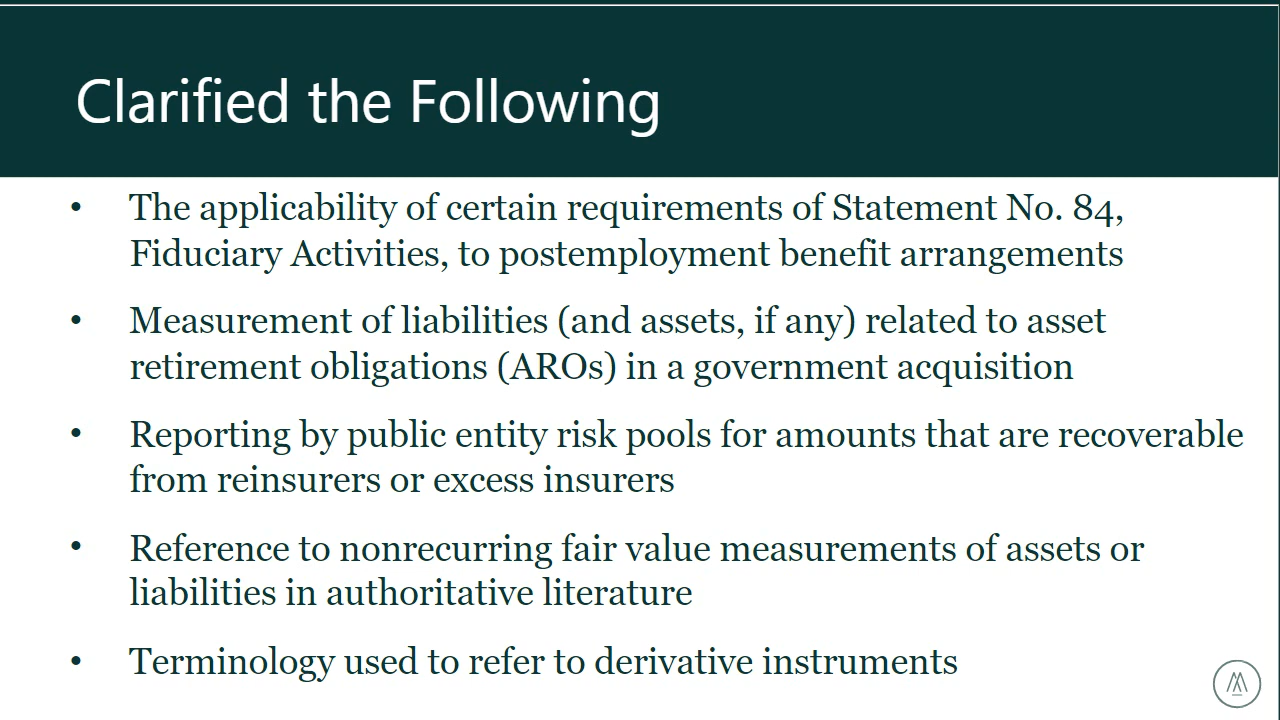 Clarified the Following
• The applicability of certain requirements of Statement No. 84,
Fiduciary Activities, to postemployment benefit arrangements
• Measurement of liabilities (and assets, if any) related to asset
retirement obligations (AROs) in a government acquisition
• Reporting by public entity risk pools for amounts that are recoverable
from reinsurers or excess insurers
• Reference to nonrecurring fair value measurements of assets or
liabilities in authoritative literature
• Terminology used to refer to derivative instruments